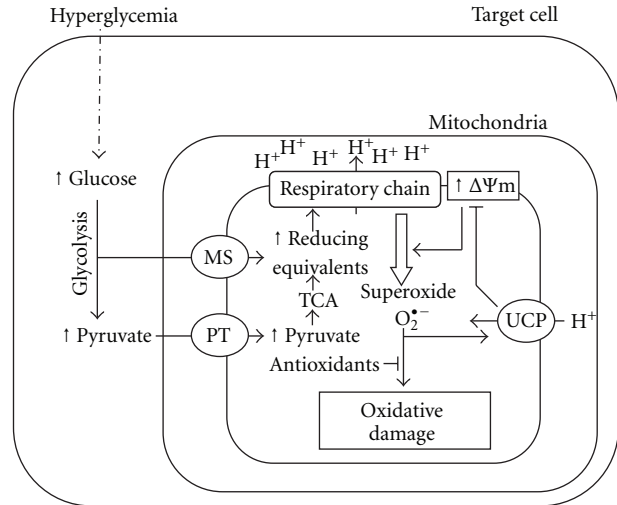 Hyperglycemia
Target cell
Mitochondria
H⁺ H⁺ H⁺ H⁺ H⁺ H⁺
↑ Glucose
Respiratory chain
↑ ΔΨm
Glycolysis
MS
↑ Reducing
equivalents
TCA
Superoxide
O₂•⁻
UCP
H⁺
↑ Pyruvate
PT
↑ Pyruvate
Antioxidants
Oxidative
damage